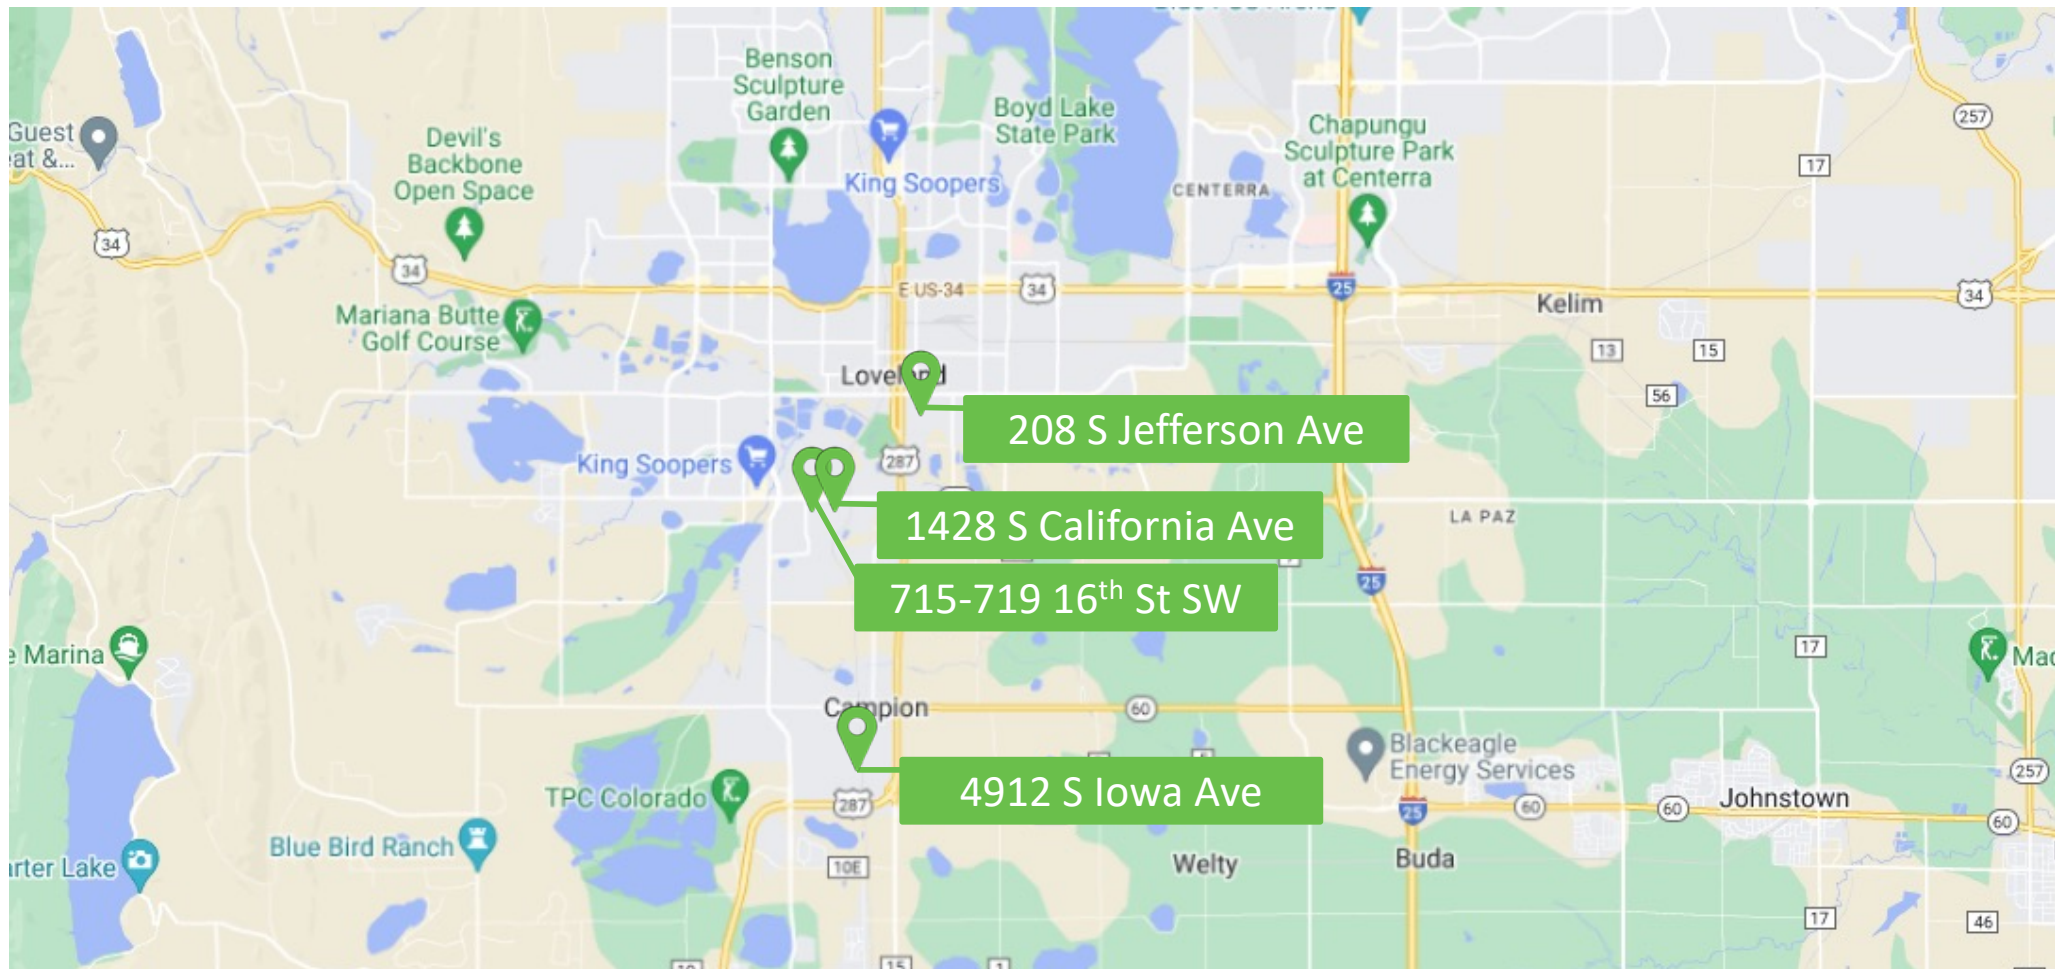 Benson
Sculpture
Garden
Boyd Lake
State Park
Chapungu
Sculpture Park
at Centerra
257
Guest
at &...
Devil's
Backbone
Open Space
King Soopers
CENTERRA
17
34
34
E US-34
34
25
Kelim
34
Mariana Butte
Golf Course
13
15
Loveland
56
208 S Jefferson Ave
King Soopers
287
1428 S California Ave
LA PAZ
715-719 16th St SW
25
Marina
17
Campion
60
Blackeagle
Energy Services
4912 S Iowa Ave
TPC Colorado
287
25
60
60
Johnstown
257
60
Blue Bird Ranch
10E
Welty
Buda
rter Lake
17
46
15
1